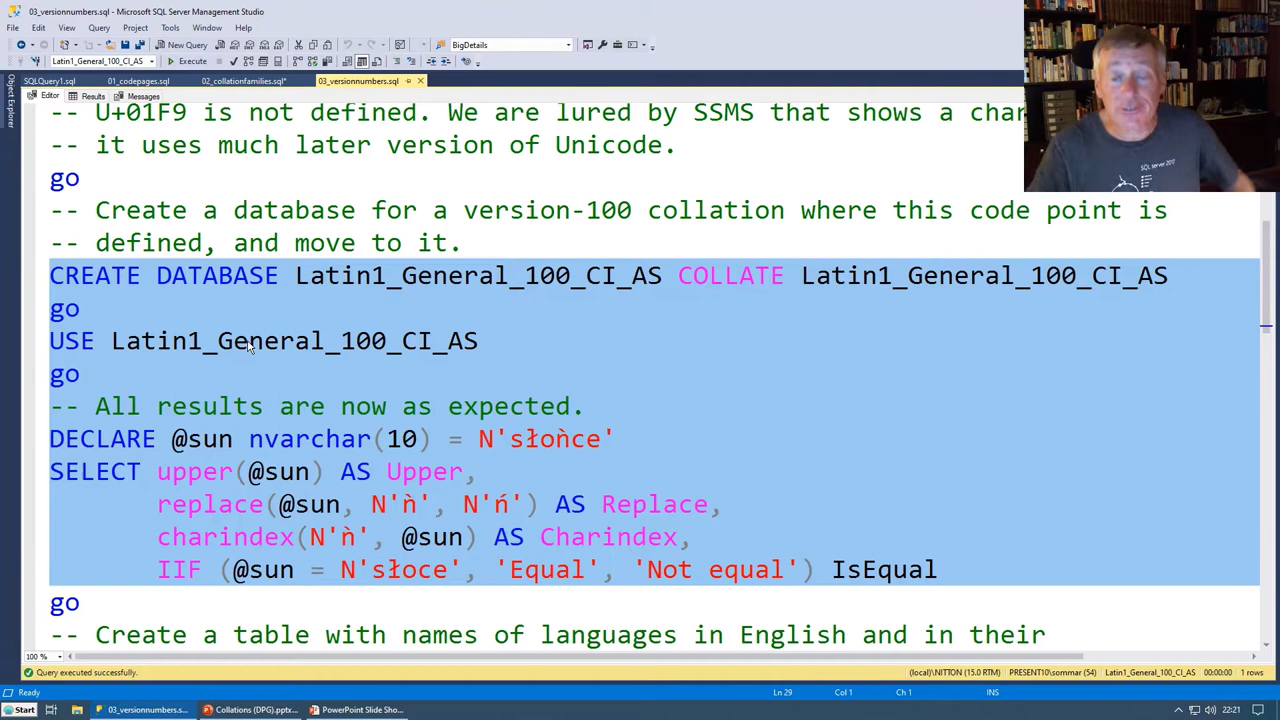 03_versionnumbers.sql - Microsoft SQL Server Management Studio
File Edit View Query Project Tools Window Help
New Query BigDetails
Latin1_General_100_CI_AS Execute
SQLQuery1.sql 01_codepages.sql 02_collationfamilies.sql* 03_versionnumbers.sql
Object Explorer
Editor Results Messages
-- U+01F9 is not defined. We are lured by SSMS that shows a char
-- it uses much later version of Unicode.
go
-- Create a database for a version-100 collation where this code point is
-- defined, and move to it.
CREATE DATABASE Latin1_General_100_CI_AS COLLATE Latin1_General_100_CI_AS
go
USE Latin1_General_100_CI_AS
go
-- All results are now as expected.
DECLARE @sun nvarchar(10) = N'słoǹce'
SELECT upper(@sun) AS Upper,
replace(@sun, N'ǹ', N'ń') AS Replace,
charindex(N'ǹ', @sun) AS Charindex,
IIF (@sun = N'słoce', 'Equal', 'Not equal') IsEqual
go
-- Create a table with names of languages in English and in their
SQL SERVER 2017
100 %
Query executed successfully. (local)\NITTON (15.0 RTM) PRESENT10\sommar (54) Latin1_General_100_CI_AS 00:00:00 1 rows
Ready Ln 29 Col 1 Ch 1 INS
Start 03_versionnumbers.s... Collations (DPG).pptx... PowerPoint Slide Sho... 22:21